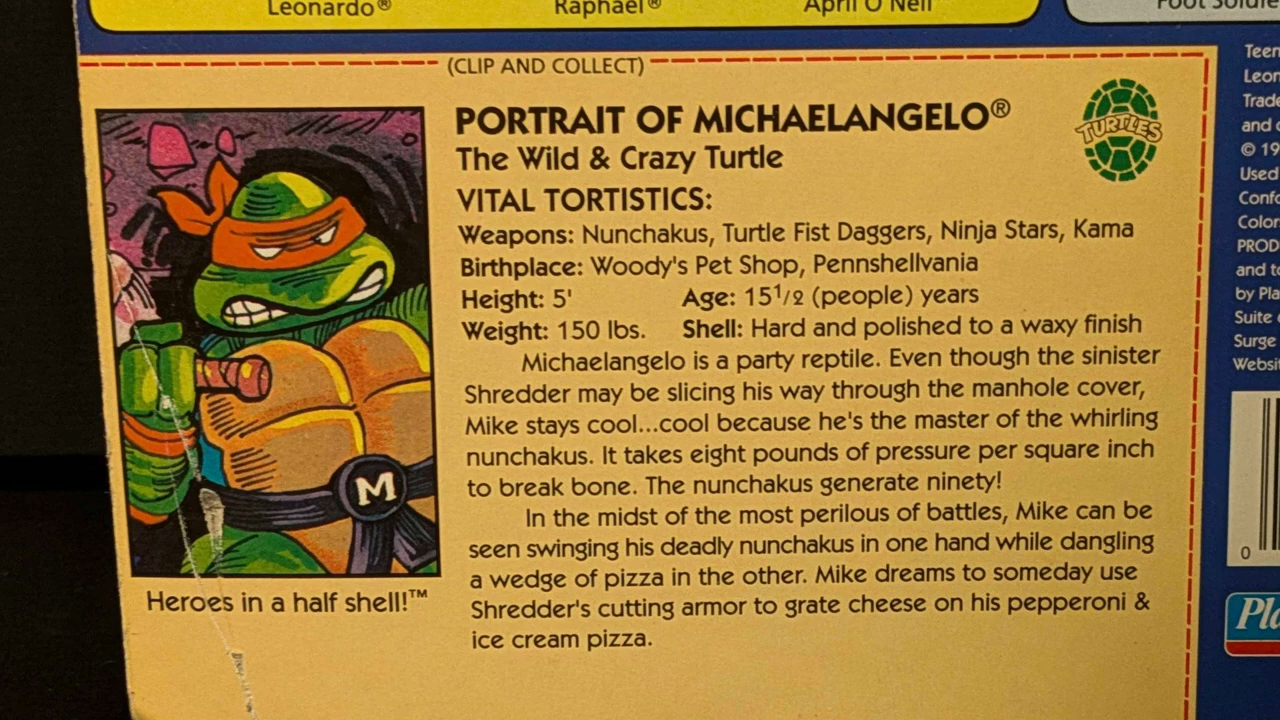 Leonardo®
Raphael®
April O'Neil™
(CLIP AND COLLECT)
PORTRAIT OF MICHAELANGELO®
The Wild & Crazy Turtle
VITAL TORTISTICS:
Weapons: Nunchakus, Turtle Fist Daggers, Ninja Stars, Kama
Birthplace: Woody's Pet Shop, Pennshellvania
Height: 5' Age: 15 1/2 (people) years
Weight: 150 lbs. Shell: Hard and polished to a waxy finish
Michaelangelo is a party reptile. Even though the sinister
Shredder may be slicing his way through the manhole cover,
Mike stays cool...cool because he's the master of the whirling
nunchakus. It takes eight pounds of pressure per square inch
to break bone. The nunchakus generate ninety!
In the midst of the most perilous of battles, Mike can be
seen swinging his deadly nunchakus in one hand while dangling
a wedge of pizza in the other. Mike dreams to someday use
Shredder's cutting armor to grate cheese on his pepperoni &
ice cream pizza.
TURTLES
M
Heroes in a half shell!™
Teen
Leon
Trade
and
© 19
Used
Confo
Color
PROD
and to
by Pla
Suite
Surge
Websi
0
Pla